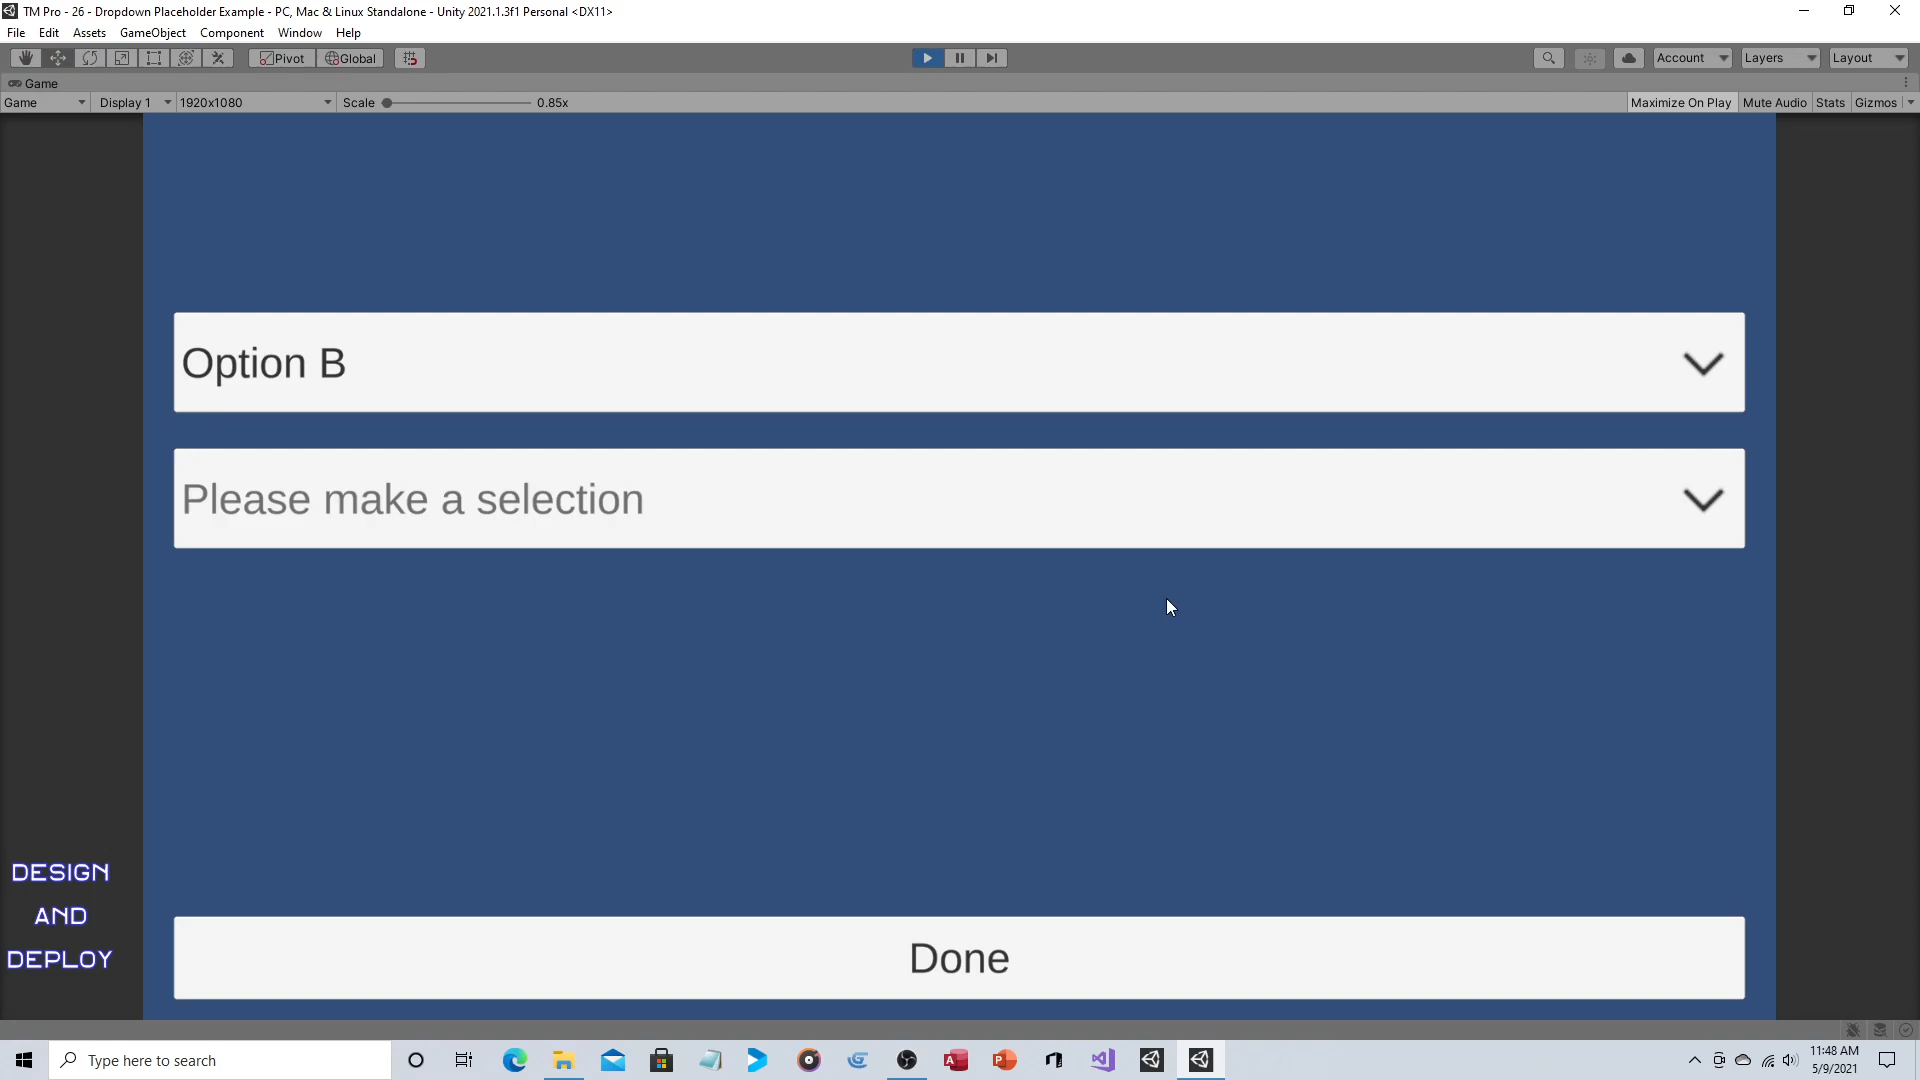 TM Pro - 26 - Dropdown Placeholder Example - PC, Mac & Linux Standalone - Unity 2021.1.3f1 Personal <DX11>
File Edit Assets GameObject Component Window Help
Pivot Global Account Layers Layout
Game
Game Display 1 1920x1080 Scale 0.85x Maximize On Play Mute Audio Stats Gizmos
Option B
Please make a selection
DESIGN
AND
DEPLOY
Done
Type here to search
11:48 AM
5/9/2021